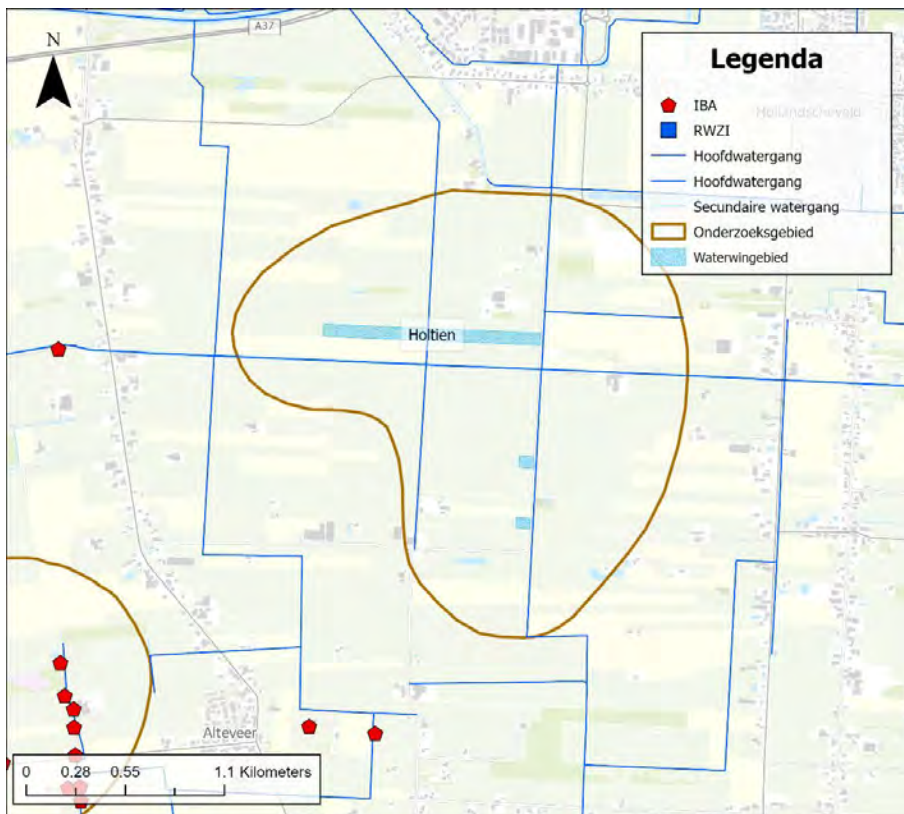 A37
N
Legenda
IBA
RWZI
Hoofdwatergang
Hoofdwatergang
Secundaire watergang
Onderzoeksgebied
Waterwingebied
Hollandscheveld
Holtien
Alteveer
0 0.28 0.55 1.1 Kilometers